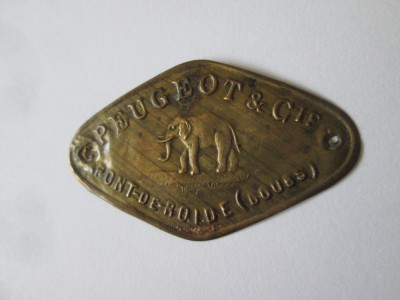 PEUGEOT & CIE
PONT-DE-ROIDE (DOUBS)